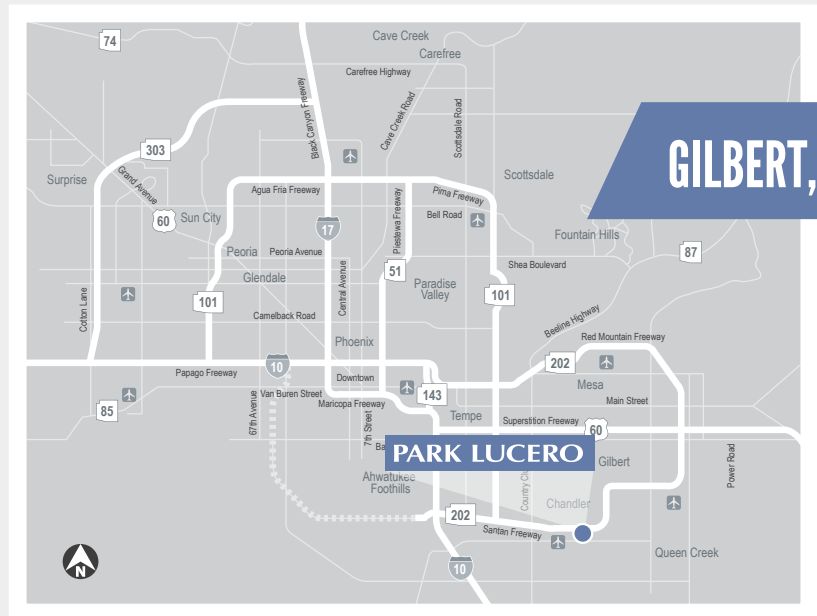 Cave Creek
74
Carefree
Carefree Highway
Black Canyon Freeway
Cave Creek Road
Scottsdale Road
GILBERT,
303
Surprise
Grand Avenue
Scottsdale
Agua Fria Freeway
Pima Freeway
Bell Road
60
Sun City
Piestewa Freeway
17
Fountain Hills
Peoria
Peoria Avenue
87
Shea Boulevard
51
Glendale
Central Avenue
Paradise
Valley
101
101
Cotton Lane
Camelback Road
Beeline Highway
Phoenix
Red Mountain Freeway
10
202
Papago Freeway
Downtown
Mesa
143
Van Buren Street
Main Street
Maricopa Freeway
85
67th Avenue
7th Street
Tempe
Superstition Freeway
60
PARK LUCERO
Gilbert
Power Road
Ahwatukee
Foothills
Chandler
202
Santan Freeway
Queen Creek
10
N